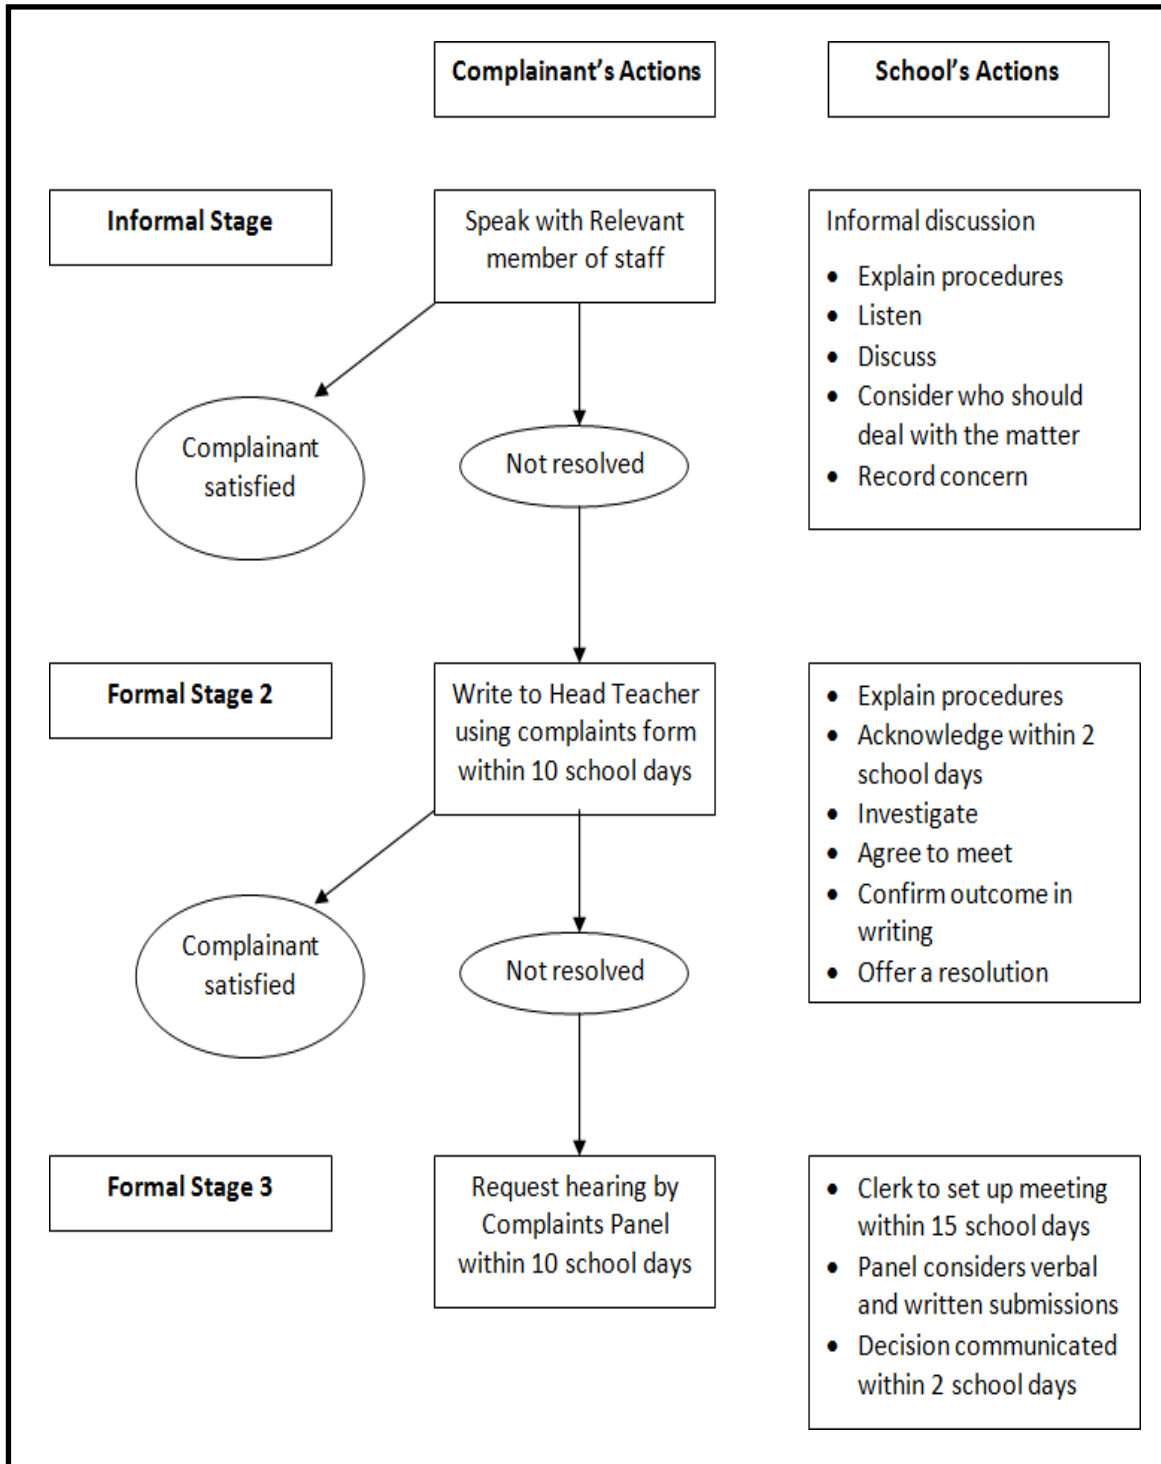 Complainant’s Actions
School’s Actions
Informal Stage
Speak with Relevant
member of staff
Informal discussion
• Explain procedures
• Listen
• Discuss
• Consider who should
deal with the matter
• Record concern
Complainant
satisfied
Not resolved
Formal Stage 2
Write to Head Teacher
using complaints form
within 10 school days
• Explain procedures
• Acknowledge within 2
school days
• Investigate
• Agree to meet
• Confirm outcome in
writing
• Offer a resolution
Complainant
satisfied
Not resolved
Formal Stage 3
Request hearing by
Complaints Panel
within 10 school days
• Clerk to set up meeting
within 15 school days
• Panel considers verbal
and written submissions
• Decision communicated
within 2 school days